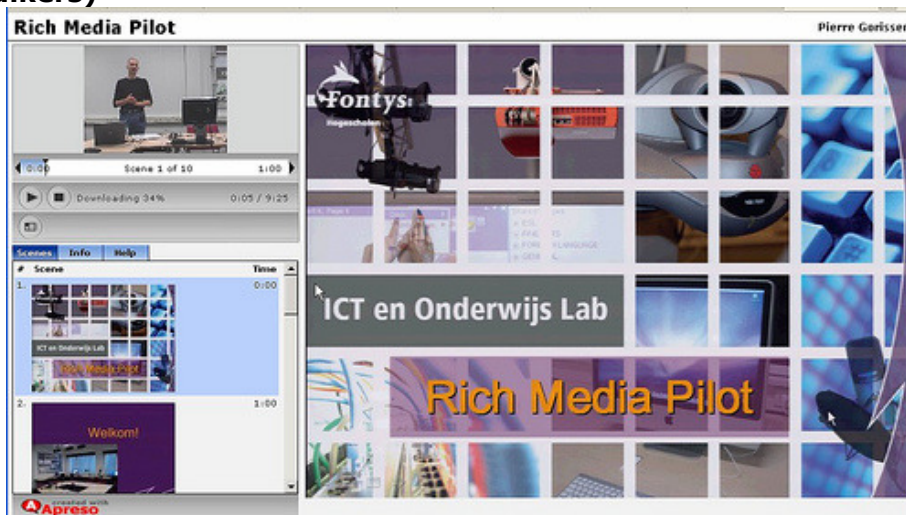 ikers)
Rich Media Pilot
Pierre Gorissen
0:00 Scene 1 of 10 1:00
Downloading 34% 0:05 / 9:25
Scenes Info Help
# Scene Time
1. 0:00
ICT en Onderwijs Lab
Rich Media Pilot
2. 1:00
Welkom!
created with
Apreso
Fontys
Hogescholen
ICT en Onderwijs Lab
Rich Media Pilot